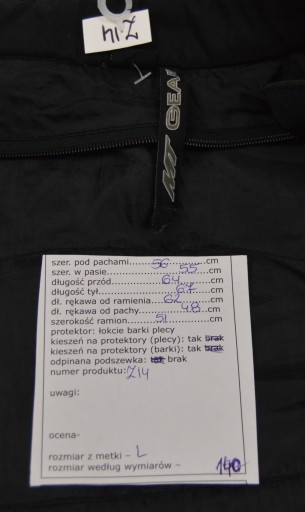 Z14
MT GEAR
szer. pod pachami......56.........cm
szer. w pasie...............55....cm
długość przód.............64........cm
długość tył...................67....cm
dł. rękawa od ramienia..62........cm
dł. rękawa od pachy.........48....cm
szerokość ramion.........51........cm
protektor: łokcie barki plecy
kieszeń na protektory (plecy): tak brak
kieszeń na protektory (barki): tak brak
odpinana podszewka: tak brak
numer produktu: Z14
uwagi:
ocena-
rozmiar z metki - L
rozmiar według wymiarów - 140